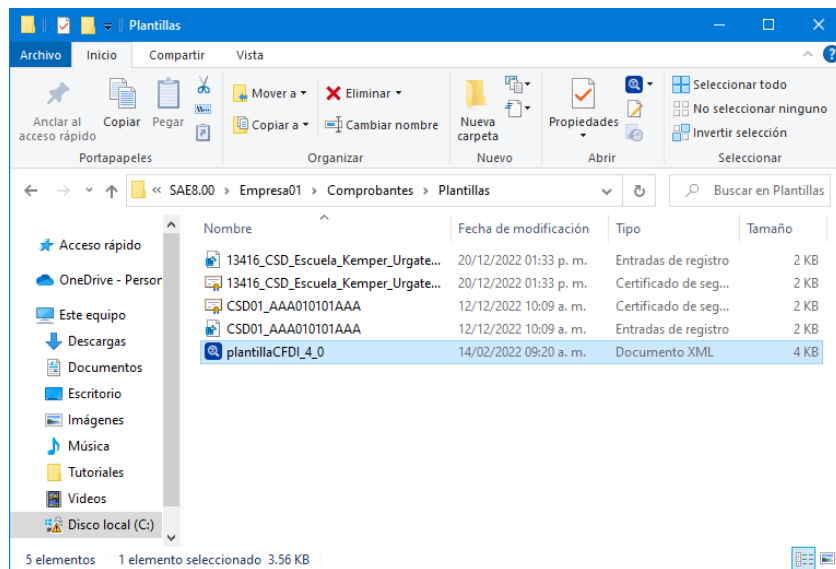 Plantillas
Archivo Inicio Compartir Vista
Anclar al acceso rápido
Copiar
Pegar
Mover a
Copiar a
Eliminar
Cambiar nombre
Nueva carpeta
Propiedades
Seleccionar todo
No seleccionar ninguno
Invertir selección
Portapapeles Organizar Nuevo Abrir Seleccionar
« SAE8.00 > Empresa01 > Comprobantes > Plantillas
Buscar en Plantillas
Acceso rápido
OneDrive - Person
Este equipo
Descargas
Documentos
Escritorio
Imágenes
Música
Tutoriales
Videos
Disco local (C:)
Nombre Fecha de modificación Tipo Tamaño
13416_CSD_Escuela_Kemper_Urgate... 20/12/2022 01:33 p. m. Entradas de registro 2 KB
13416_CSD_Escuela_Kemper_Urgate... 20/12/2022 01:33 p. m. Certificado de seg... 2 KB
CSD01_AAA010101AAA 12/12/2022 10:09 a. m. Certificado de seg... 2 KB
CSD01_AAA010101AAA 12/12/2022 10:09 a. m. Entradas de registro 2 KB
plantillaCFDI_4_0 14/02/2022 09:20 a. m. Documento XML 4 KB
5 elementos 1 elemento seleccionado 3.56 KB